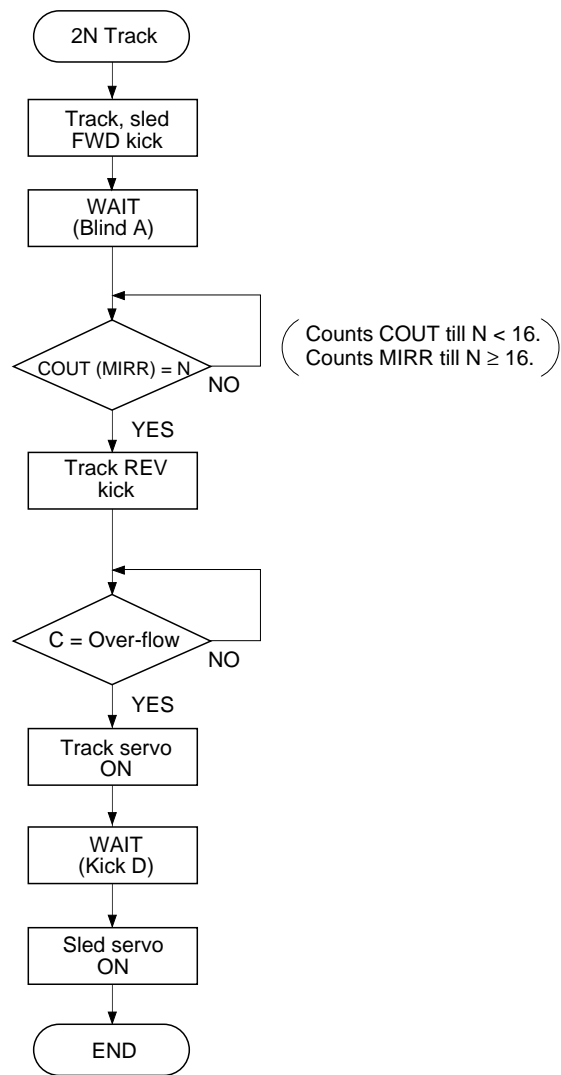 2N Track
Track, sled
FWD kick
WAIT
(Blind A)
COUT (MIRR) = N
NO
Counts COUT till N < 16.
Counts MIRR till N ≥ 16.
YES
Track REV
kick
C = Over-flow
NO
YES
Track servo
ON
WAIT
(Kick D)
Sled servo
ON
END